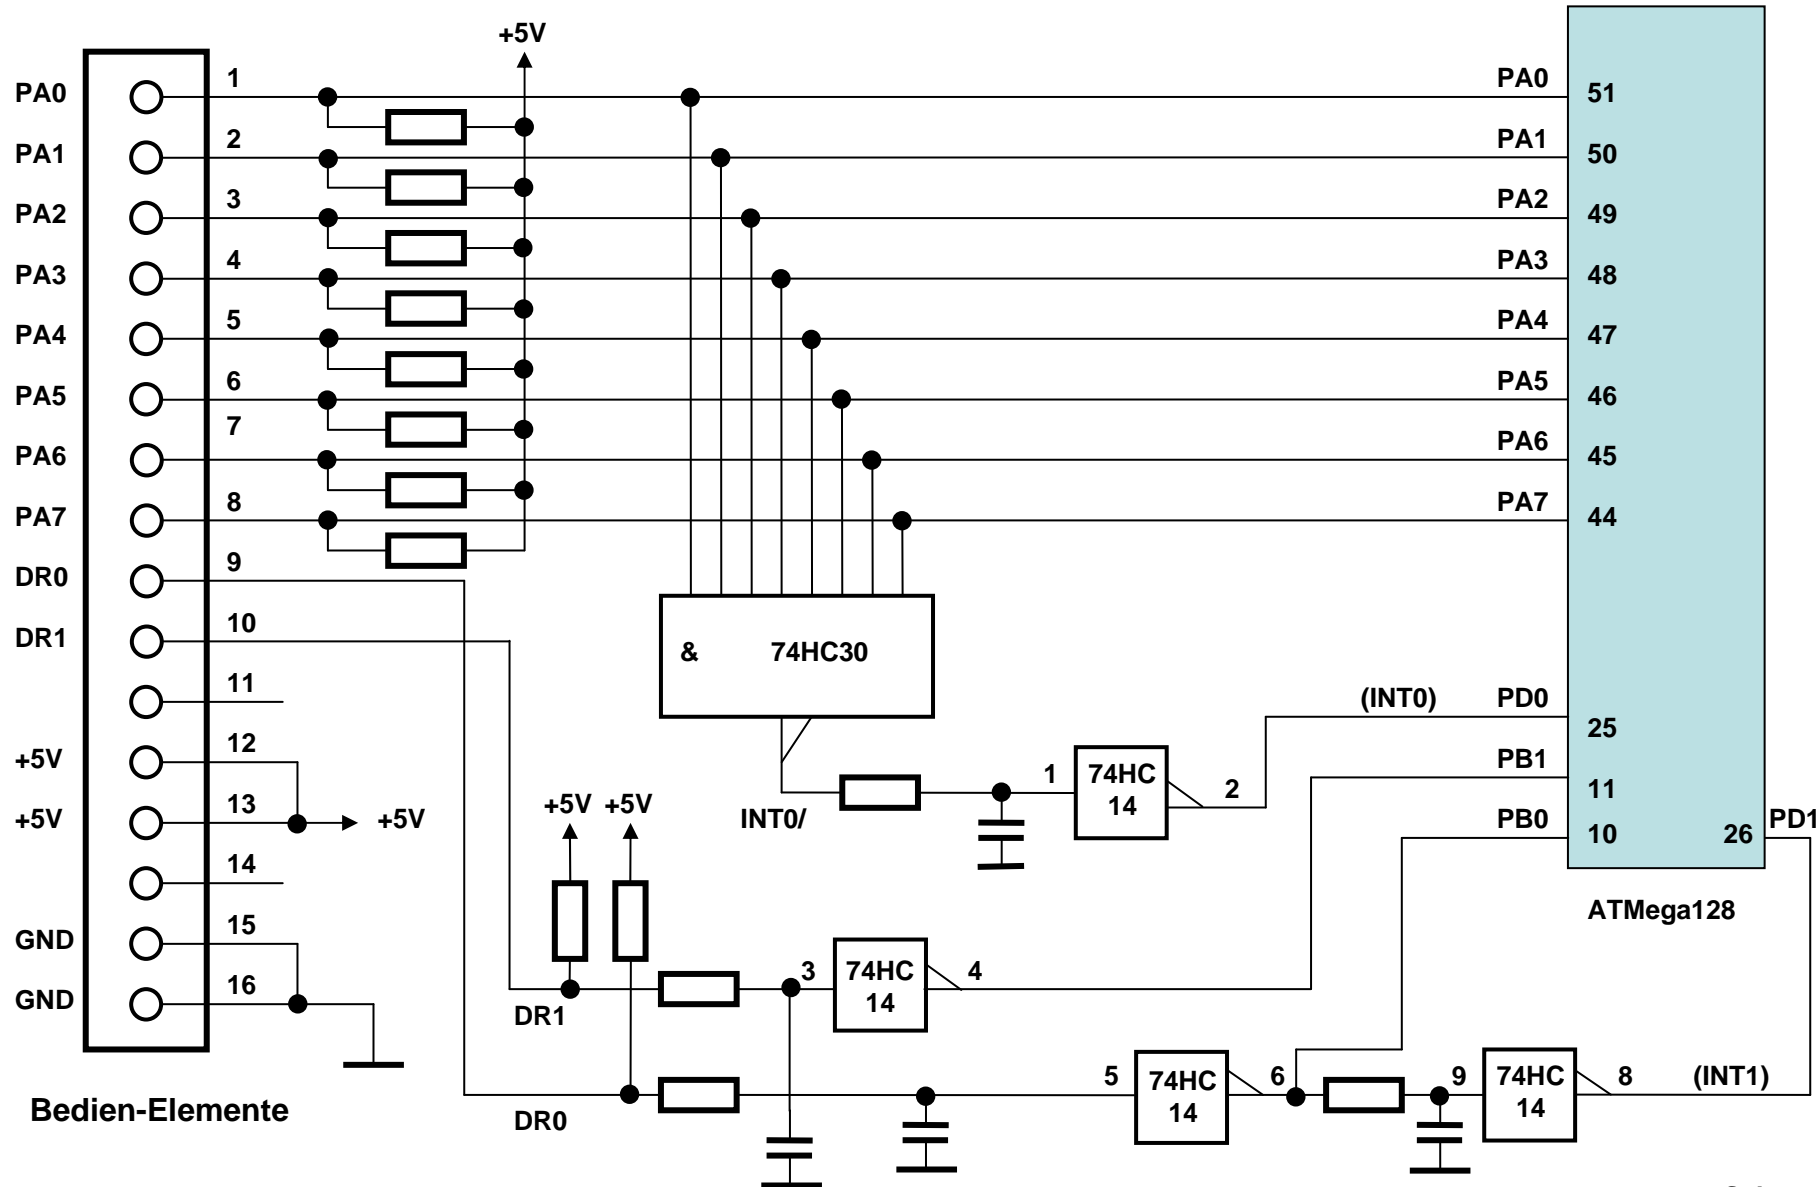 +5V
PA0 1 PA0 51
PA1 2 PA1 50
PA2 3 PA2 49
PA3 4 PA3 48
PA4 5 PA4 47
PA5 6 PA5 46
PA6 7 PA6 45
PA7 8 PA7 44
DR0 9
DR1 10
& 74HC30
11
(INT0) PD0 25
+5V 12
PB1 11
1 74HC 14 2
+5V 13 +5V
+5V +5V
INT0/
PB0 10 26 PD1
14
ATMega128
GND 15
GND 16
DR1
3 74HC 14 4
Bedien-Elemente
DR0
5 74HC 14 6
9 74HC 14 8 (INT1)